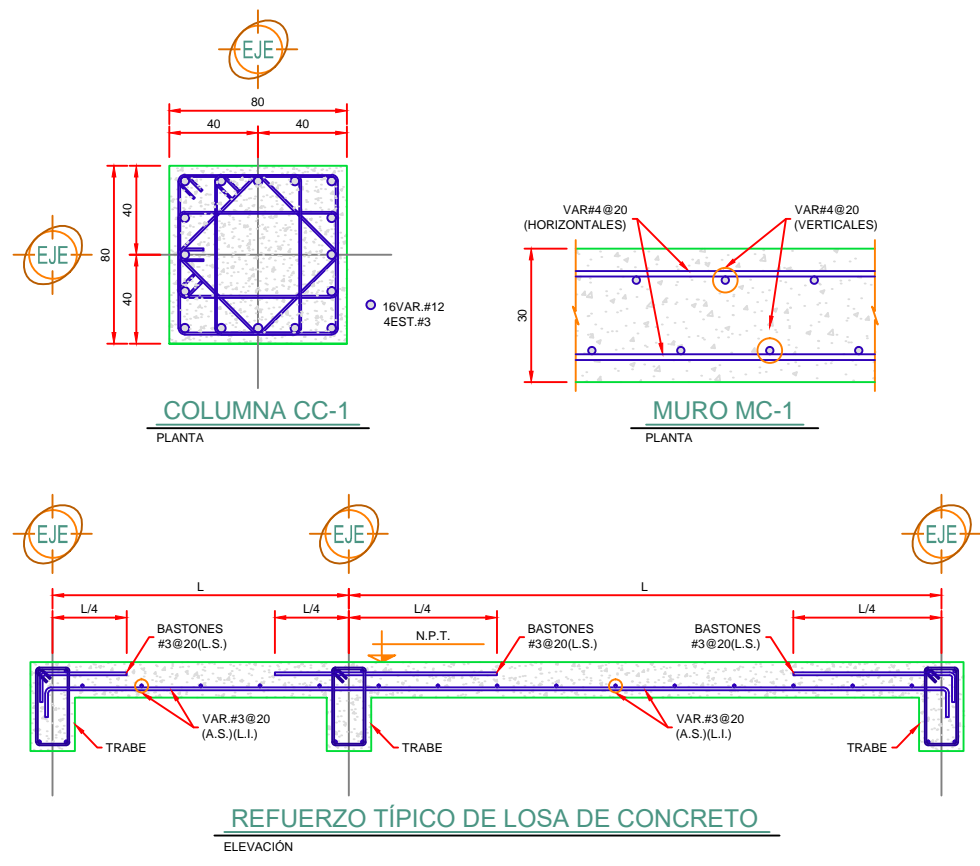 EJE
80
40 40
EJE
80
40
40
16VAR.#12
4EST.#3
COLUMNA CC-1
PLANTA
VAR#4@20
(HORIZONTALES)
VAR#4@20
(VERTICALES)
30
MURO MC-1
PLANTA
EJE
EJE
EJE
L
L
L/4
L/4
L/4
L/4
BASTONES
#3@20(L.S.)
N.P.T.
BASTONES
#3@20(L.S.)
BASTONES
#3@20(L.S.)
VAR.#3@20
(A.S.)(L.I.)
VAR.#3@20
(A.S.)(L.I.)
TRABE
TRABE
TRABE
REFUERZO TÍPICO DE LOSA DE CONCRETO
ELEVACIÓN